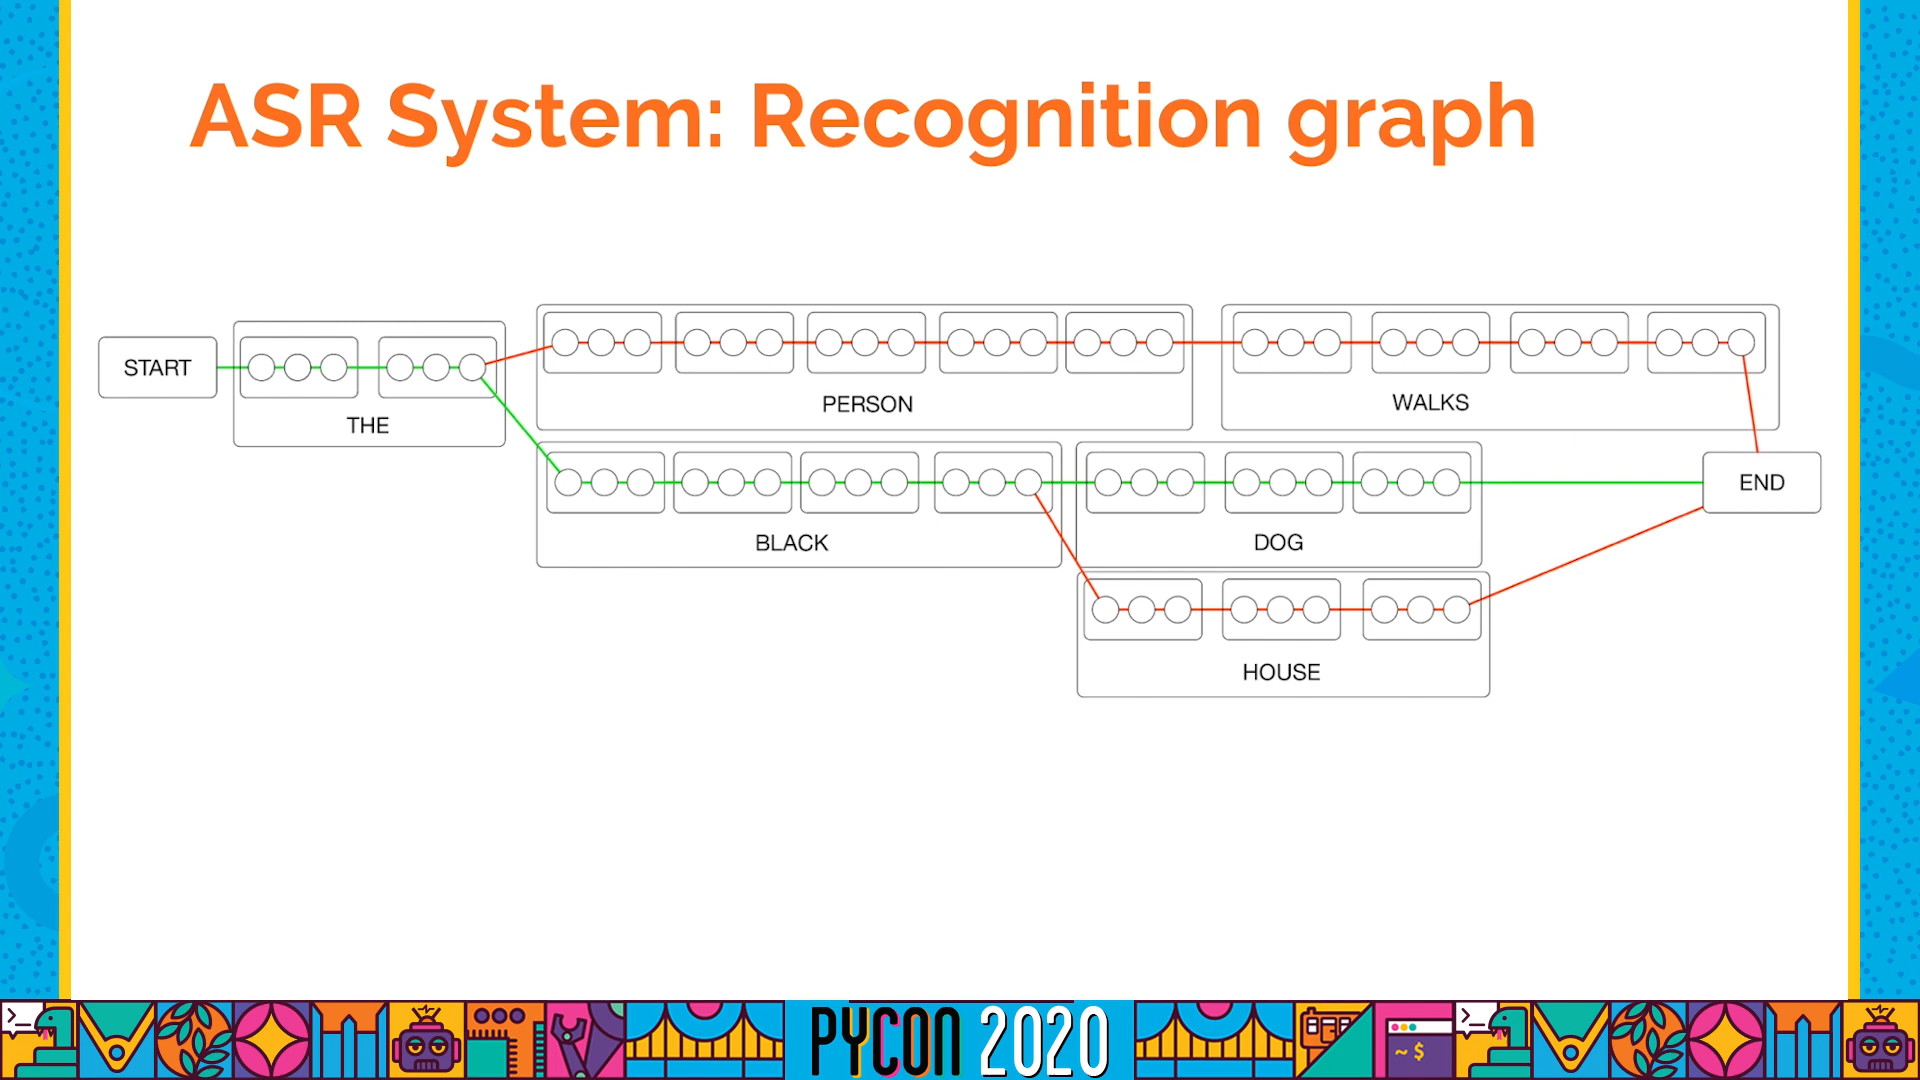 ASR System: Recognition graph
START
THE
PERSON
WALKS
BLACK
DOG
END
HOUSE
>_
~ $
>_
PYCON 2020